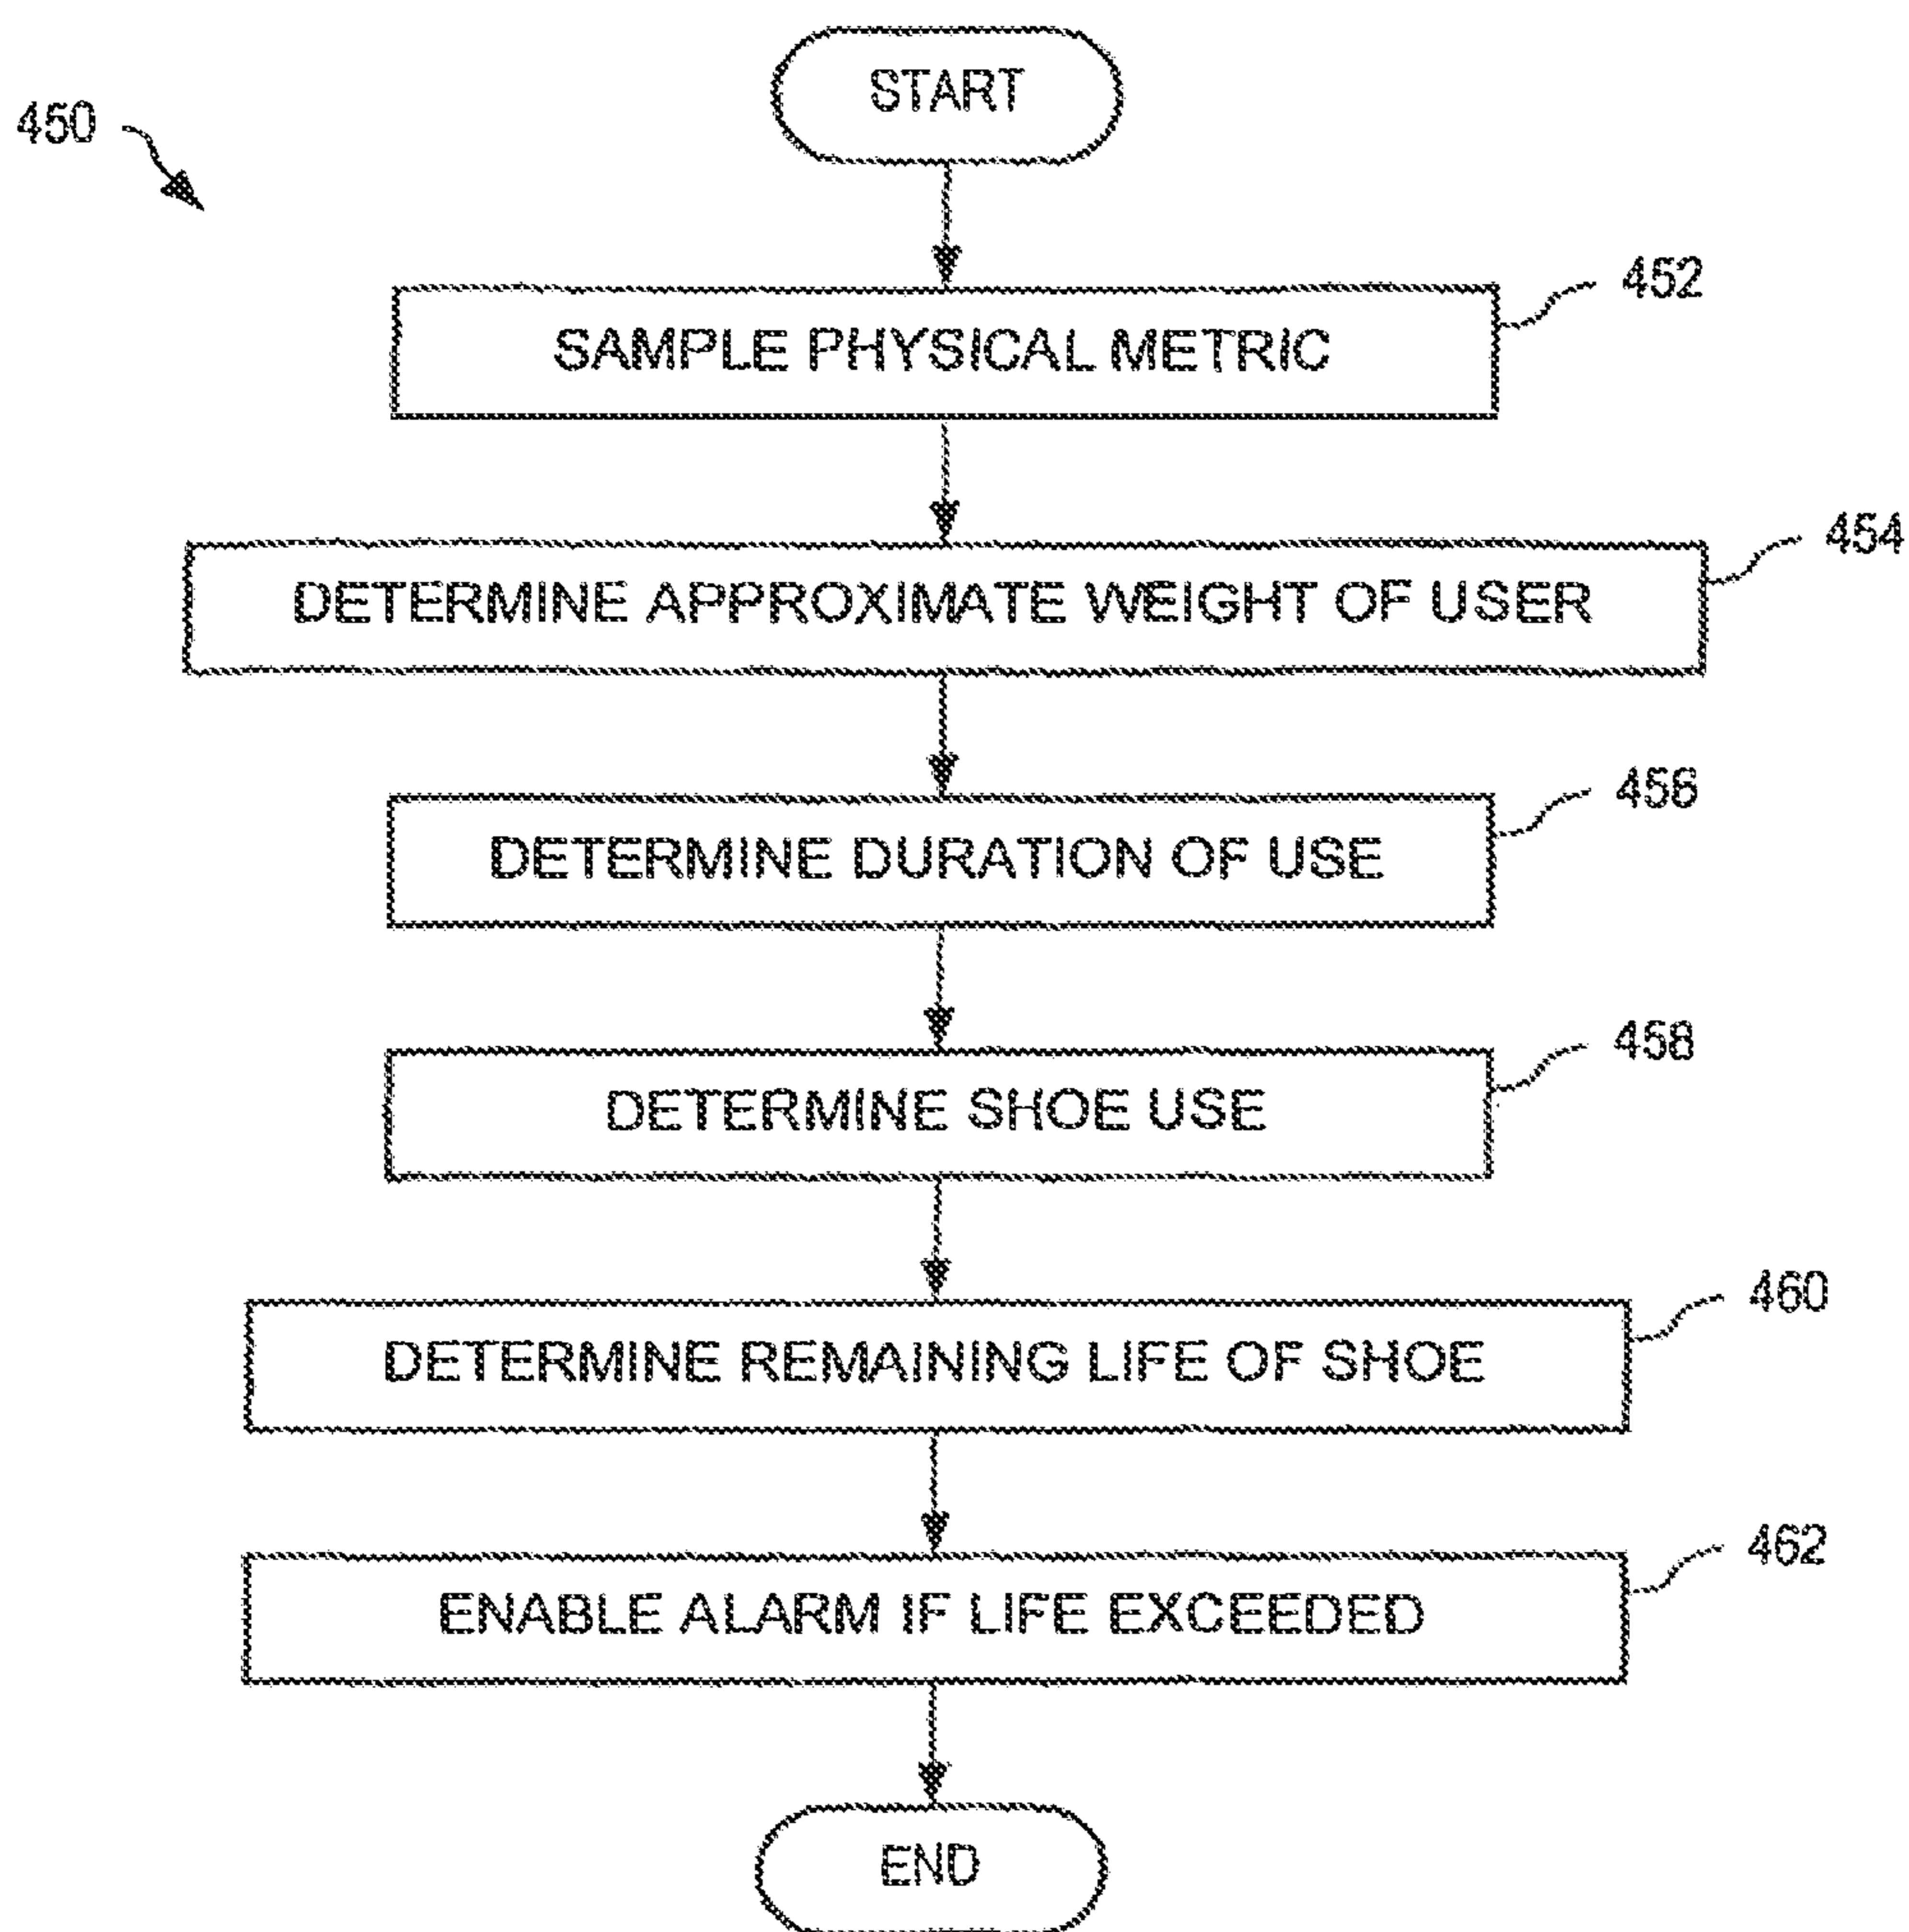 START
450
452
SAMPLE PHYSICAL METRIC
454
DETERMINE APPROXIMATE WEIGHT OF USER
456
DETERMINE DURATION OF USE
458
DETERMINE SHOE USE
460
DETERMINE REMAINING LIFE OF SHOE
462
ENABLE ALARM IF LIFE EXCEEDED
END